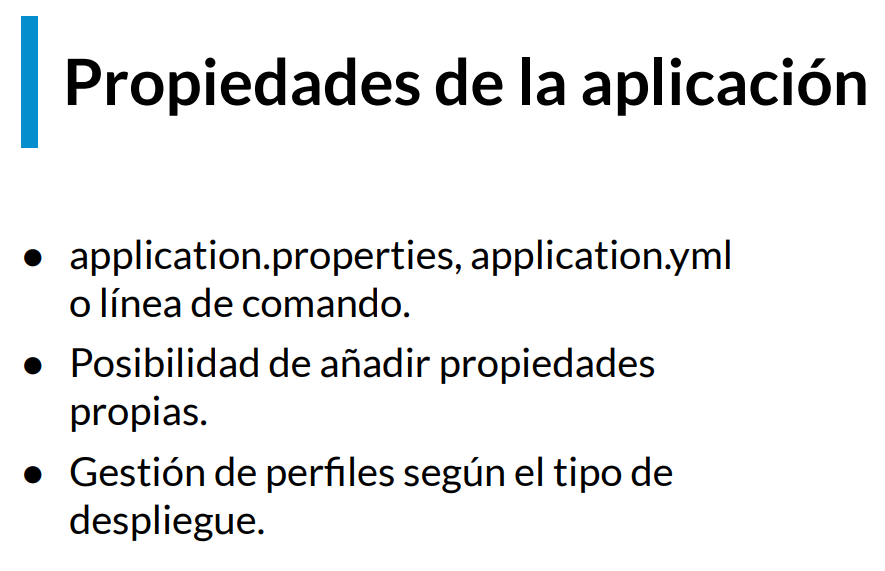 Propiedades de la aplicación
● application.properties, application.yml
o línea de comando.
● Posibilidad de añadir propiedades
propias.
● Gestión de perfiles según el tipo de
despliegue.